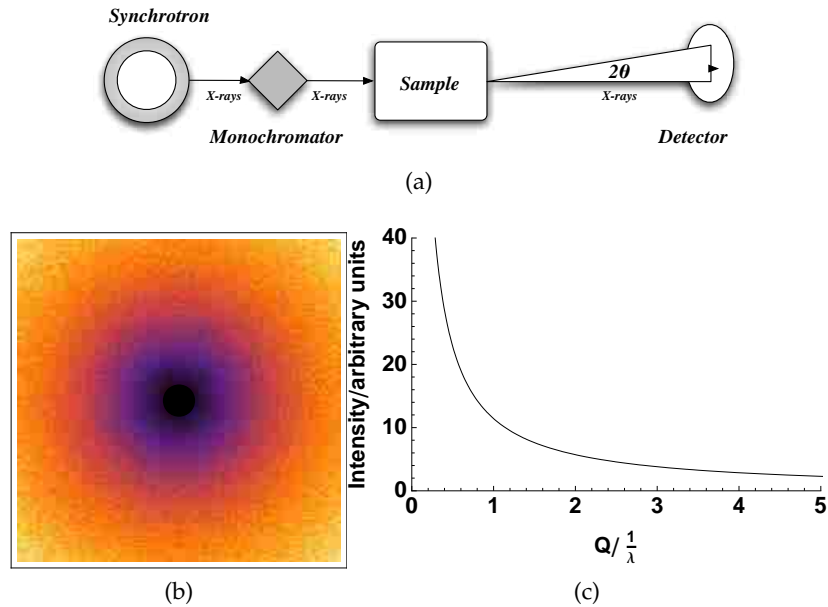 Synchrotron
X-rays
X-rays
Sample
2θ
X-rays
Monochromator
Detector
(a)
Intensity/arbitrary units
40
30
20
10
0
0 1 2 3 4 5
Q/ 1/λ
(b) (c)